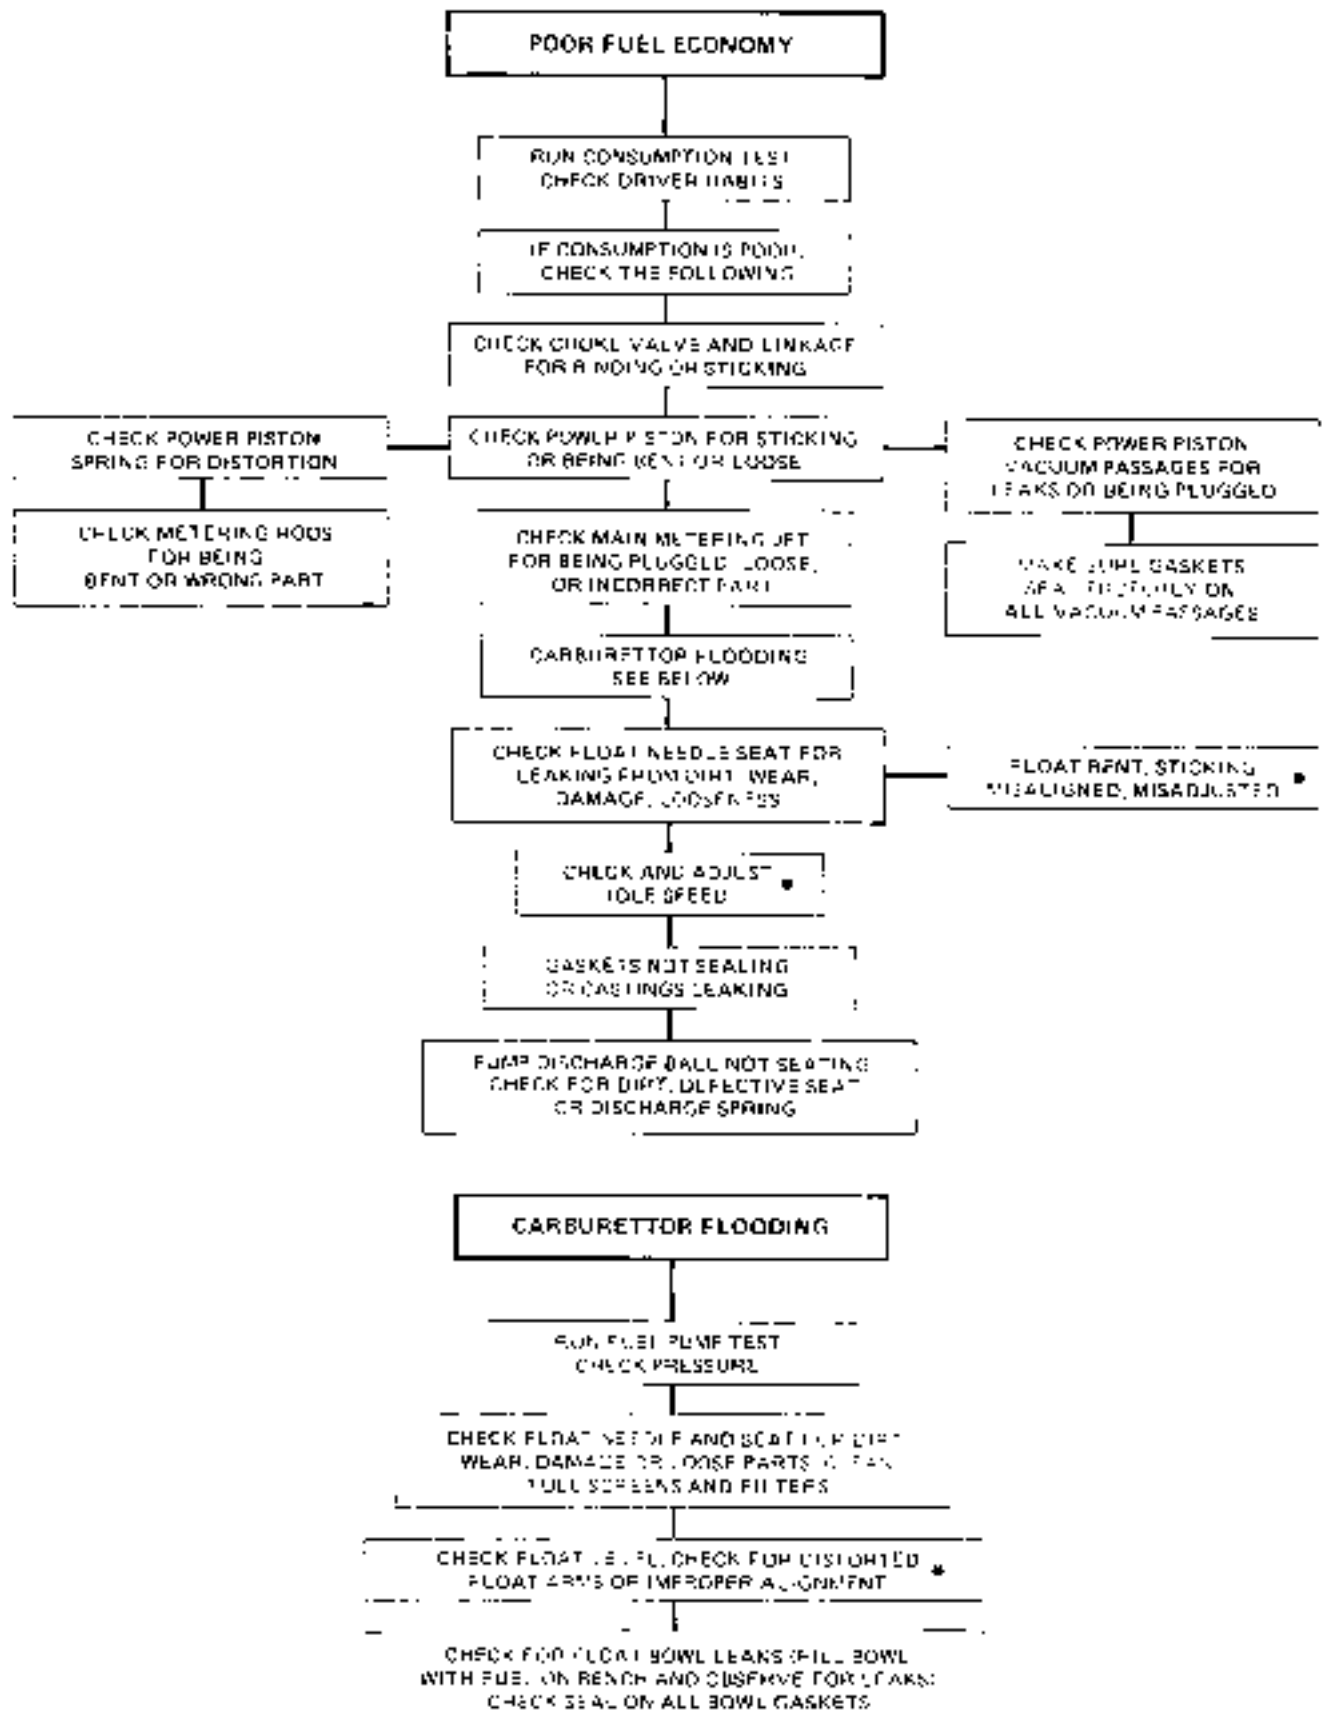 POOR FUEL ECONOMY
RUN CONSUMPTION TEST
CHECK DRIVER HABITS
IF CONSUMPTION IS POOR,
CHECK THE FOLLOWING
CHECK CHOKE VALVE AND LINKAGE
FOR BINDING OR STICKING
CHECK POWER PISTON
SPRING FOR DISTORTION
CHECK POWER PISTON FOR STICKING
OR BEING BENT OR LOOSE
CHECK POWER PISTON
VACUUM PASSAGES FOR
LEAKS OR BEING PLUGGED
CHECK METERING RODS
FOR BEING
BENT OR WRONG PART
CHECK MAIN METERING JET
FOR BEING PLUGGED, LOOSE,
OR INCORRECT PART
MAKE SURE GASKETS
SEAL PROPERLY ON
ALL VACUUM PASSAGES
CARBURETTOR FLOODING
SEE BELOW
CHECK FLOAT NEEDLE SEAT FOR
LEAKING FROM DIRT, WEAR,
DAMAGE, LOOSENESS
FLOAT BENT, STICKING
MISALIGNED, MISADJUSTED •
CHECK AND ADJUST
IDLE SPEED •
GASKETS NOT SEALING
OR CASTINGS LEAKING
PUMP DISCHARGE BALL NOT SEATING
CHECK FOR DIRT, DEFECTIVE SEAT
OR DISCHARGE SPRING
CARBURETTOR FLOODING
RUN FUEL PUMP TEST
CHECK PRESSURE
CHECK FLOAT NEEDLE AND SEAT FOR DIRT
WEAR, DAMAGE OR LOOSE PARTS. CLEAN
FUEL SCREENS AND FILTERS
CHECK FLOAT LEVEL, CHECK FOR DISTORTED
FLOAT ARMS OR IMPROPER ALIGNMENT •
CHECK FOR FLOAT BOWL LEAKS (FILL BOWL
WITH FUEL ON BENCH AND OBSERVE FOR LEAKS)
CHECK SEAL ON ALL BOWL GASKETS